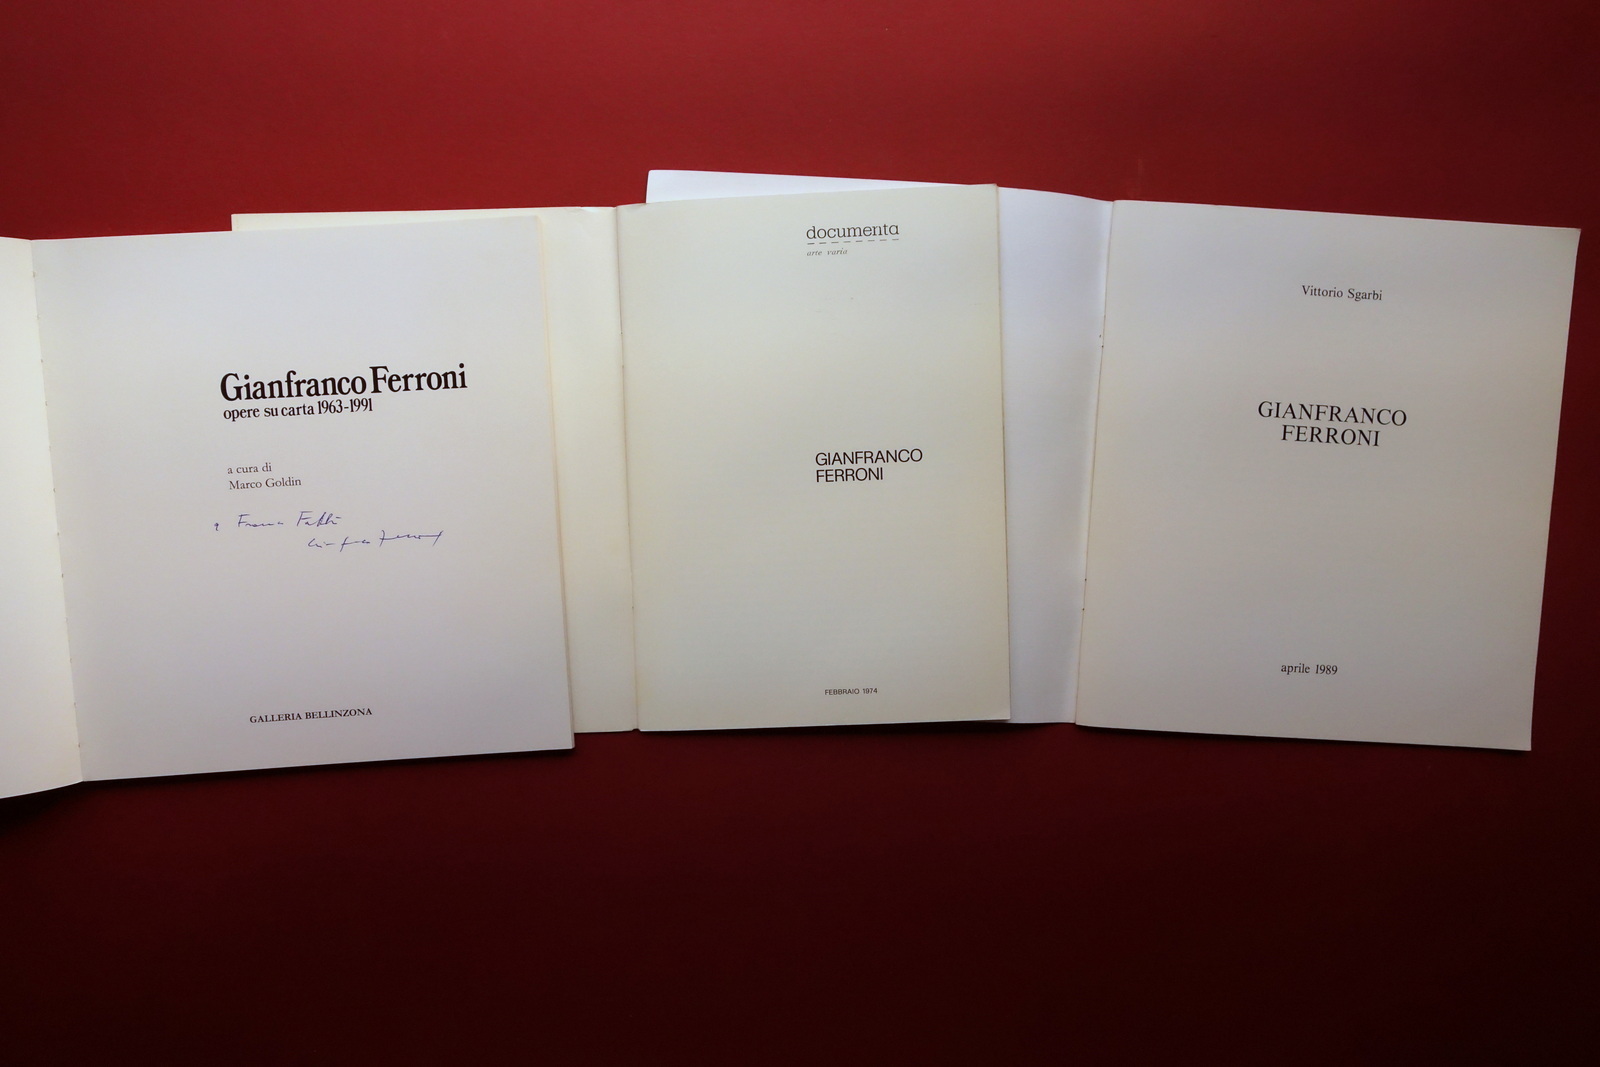 Gianfranco Ferroni
opere su carta 1963-1991
a cura di
Marco Goldin
GALLERIA BELLINZONA
documenta
arte varia
GIANFRANCO
FERRONI
FEBBRAIO 1974
Vittorio Sgarbi
GIANFRANCO
FERRONI
aprile 1989